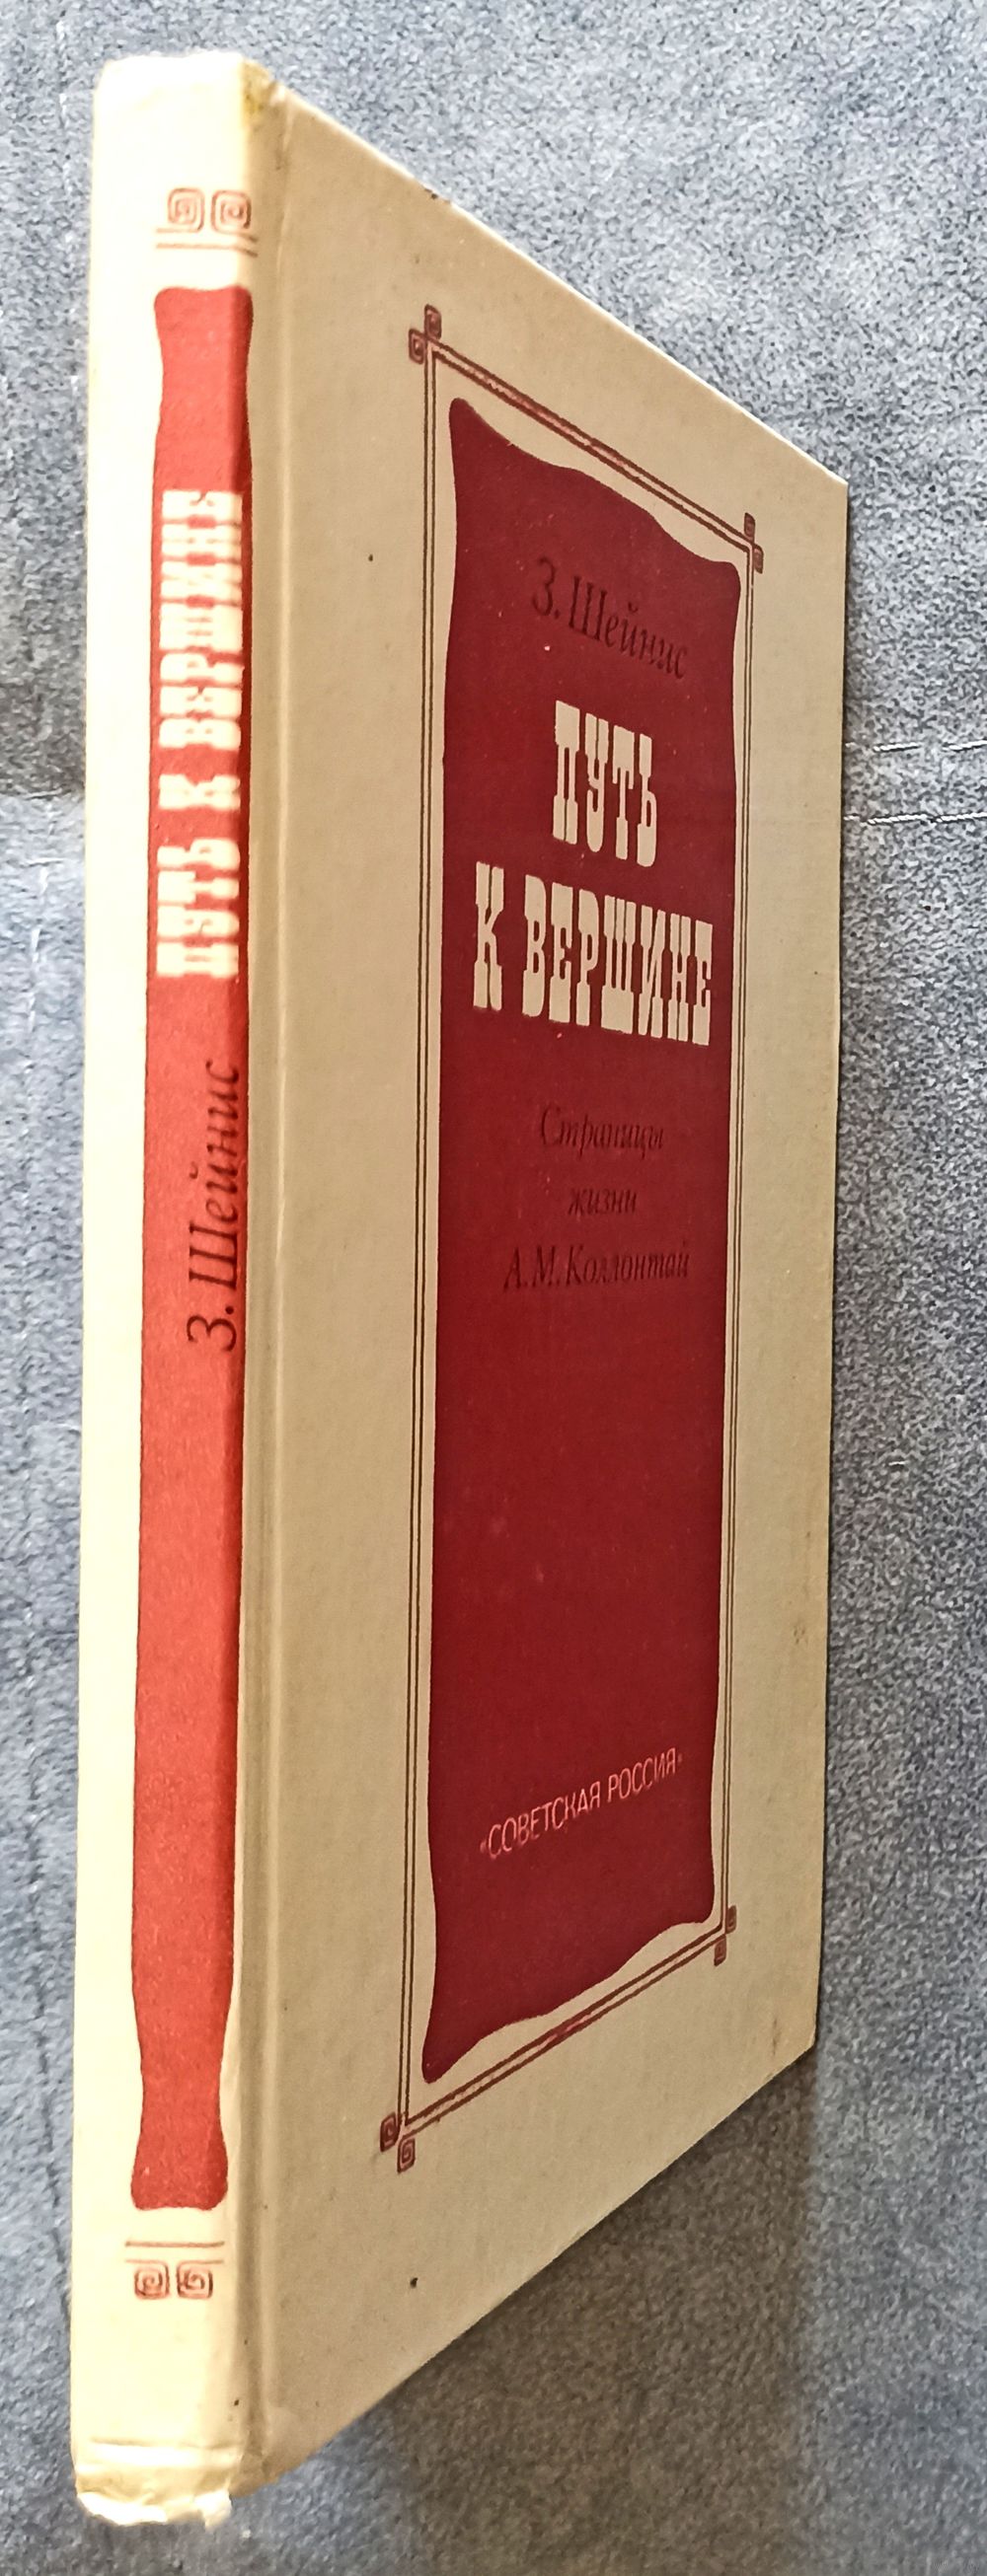 ПУТЬ К ВЕРШИНЕ
З. Шейнис
З. Шейнис
ПУТЬ
К ВЕРШИНЕ
Страницы
жизни
А. М. Коллонтай
«СОВЕТСКАЯ РОССИЯ»